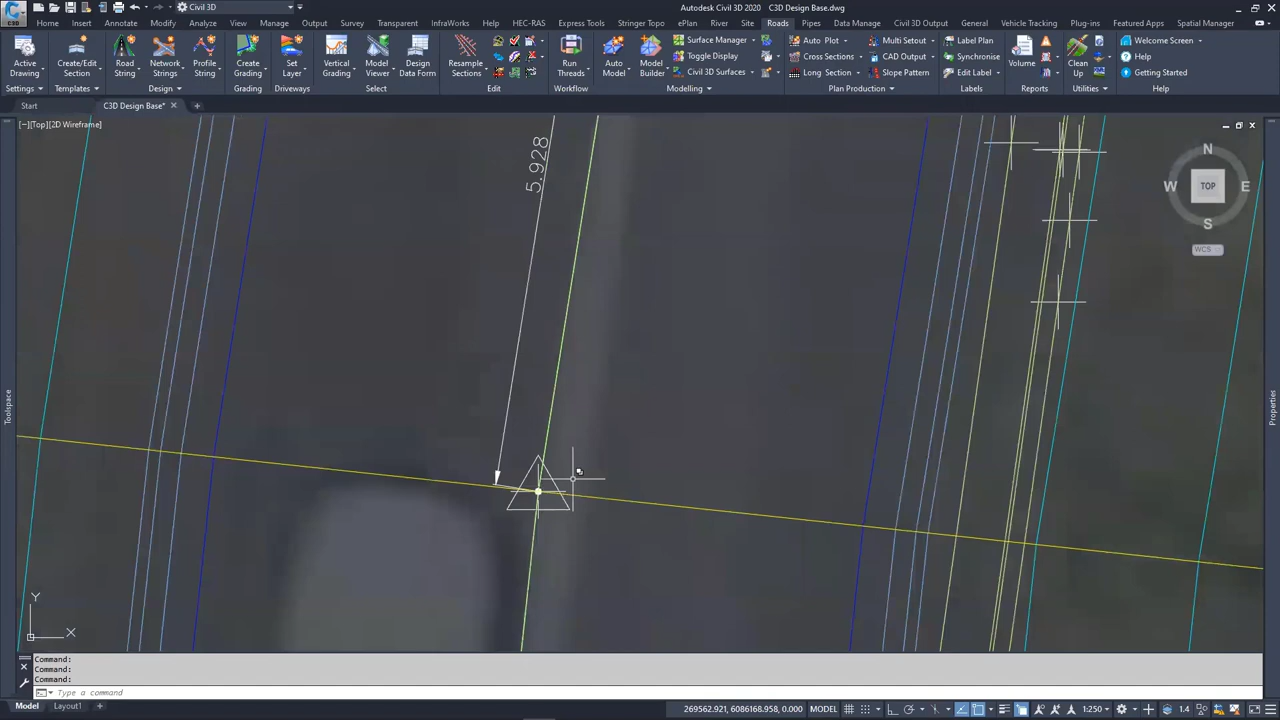 C3D
Civil 3D
Autodesk Civil 3D 2020 C3D Design Base.dwg
Home Insert Annotate Modify Analyze View Manage Output Survey Transparent InfraWorks Help HEC-RAS Express Tools Stringer Topo ePlan River Sites Roads Pipes Data Manager Civil 3D Output General Vehicle Tracking Plug-ins Featured Apps Spatial Manager
Active Drawing
Settings
Create/Edit Section
Templates
Road String
Network Strings
Profile String
Design
Create Grading
Grading
Set Layer
Driveways
Vertical Grading
Model Viewer
Design Data Form
Select
Resample Sections
Edit
Run Threads
Workflow
Auto Model
Model Builder
Surface Manager
Toggle Display
Civil 3D Surfaces
Modelling
Auto Plot
Cross Sections
Long Section
Multi Setout
CAD Output
Slope Pattern
Plan Production
Label Plan
Synchronise
Edit Label
Labels
Volume
Reports
Clean Up
Utilities
Welcome Screen
Help
Getting Started
Help
Start
C3D Design Base*
[−][Top][2D Wireframe]
5.928
N
W TOP E
S
WCS
Toolspace
Properties
Y
X
Command:
Command:
Command:
Type a command
Model Layout1
269562.921, 6086168.958, 0.000 MODEL 1:250 1.4